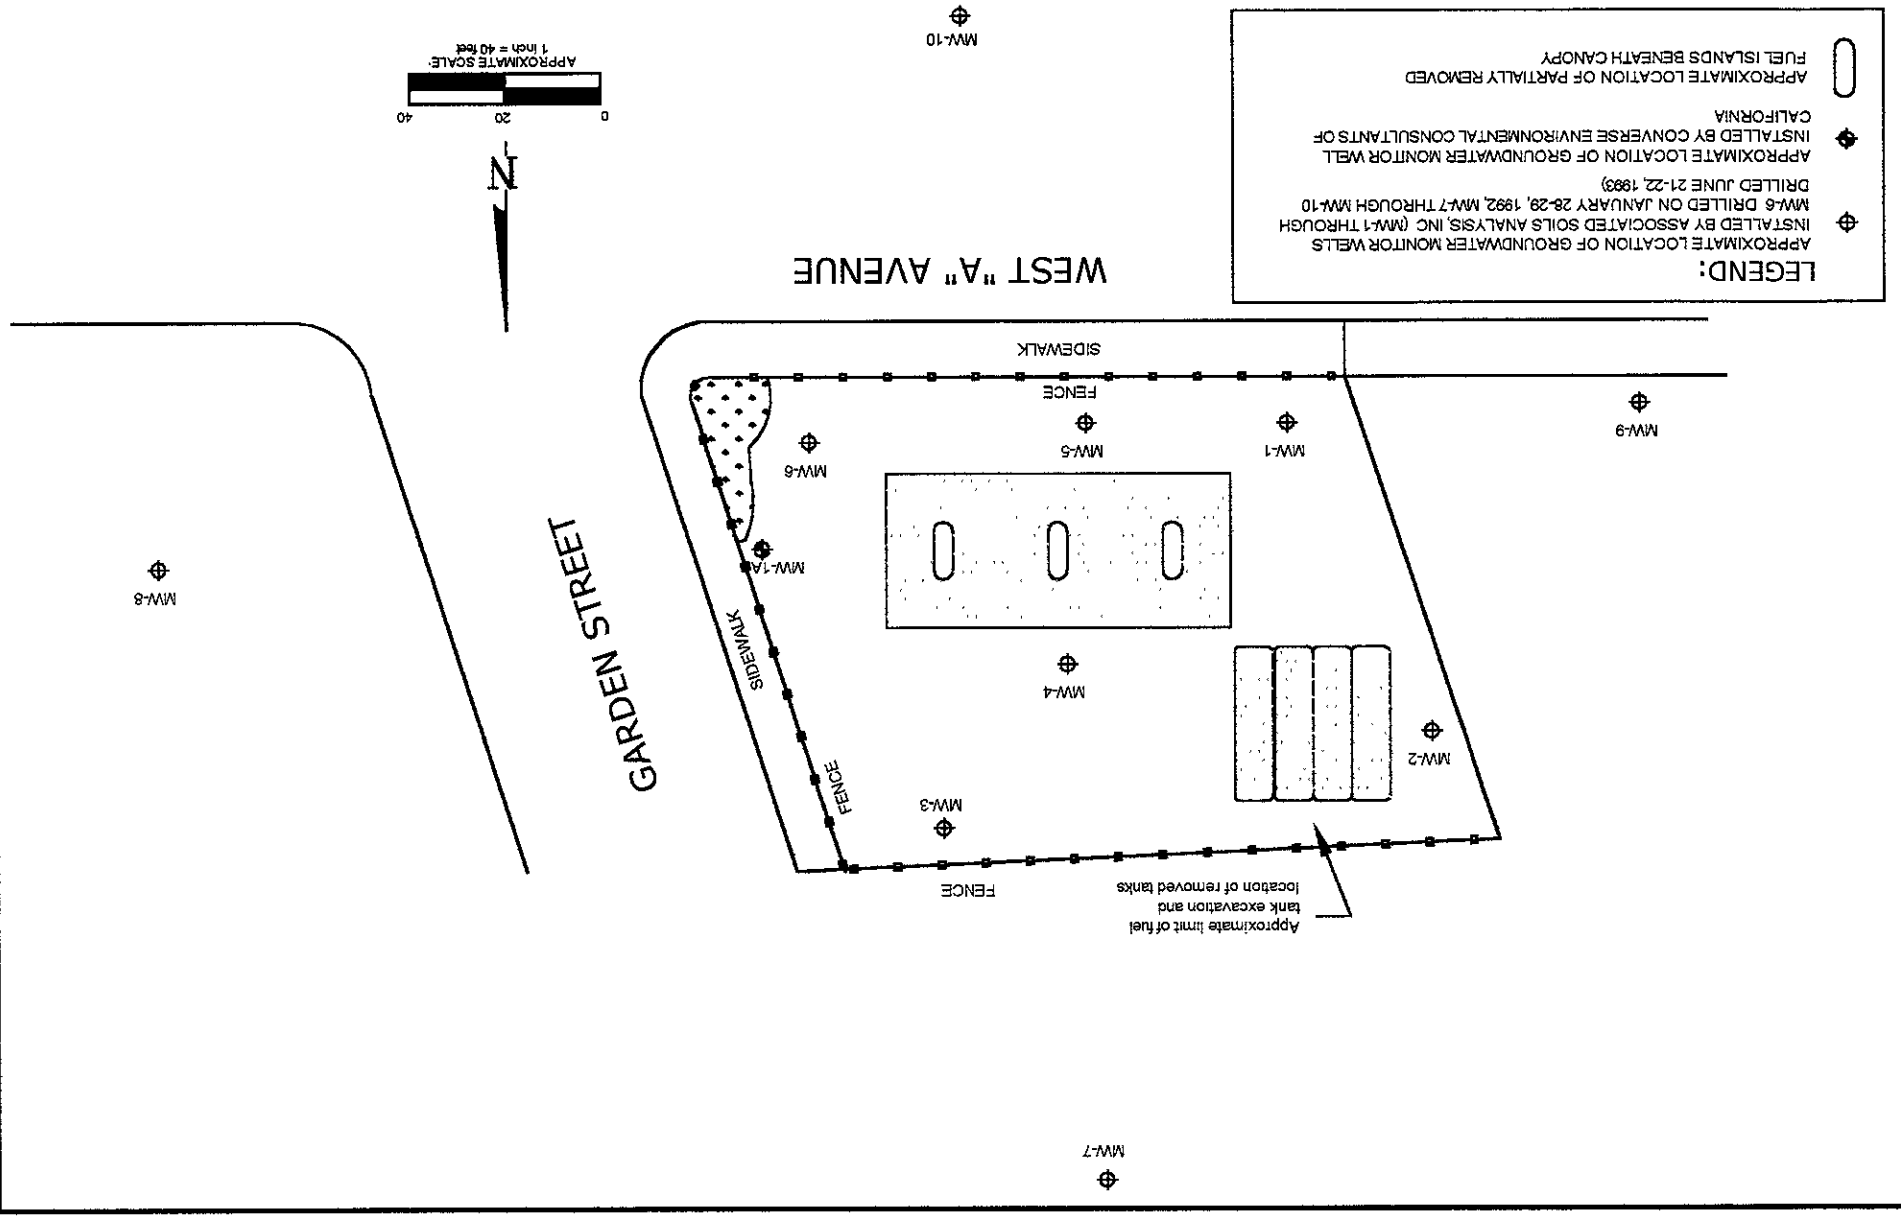 MW-7
Approximate limit of fuel
tank excavation and
location of removed tanks
FENCE
MW-3
FENCE
MW-2
GARDEN STREET
MW-4
SIDEWALK
MW-8
MW-1A
MW-6
MW-5
MW-1
MW-9
FENCE
SIDEWALK
WEST "A" AVENUE
LEGEND:
APPROXIMATE LOCATION OF GROUNDWATER MONITOR WELLS
INSTALLED BY ASSOCIATED SOILS ANALYSIS, INC (MW-1 THROUGH
MW-6 DRILLED ON JANUARY 28-29, 1992, MW-7 THROUGH MW-10
DRILLED JUNE 21-22, 1993)
APPROXIMATE LOCATION OF GROUNDWATER MONITOR WELL
INSTALLED BY CONVERSE ENVIRONMENTAL CONSULTANTS OF
CALIFORNIA
APPROXIMATE LOCATION OF PARTIALLY REMOVED
FUEL ISLANDS BENEATH CANOPY
N
0 20 40
APPROXIMATE SCALE:
1 inch = 40 feet
MW-10